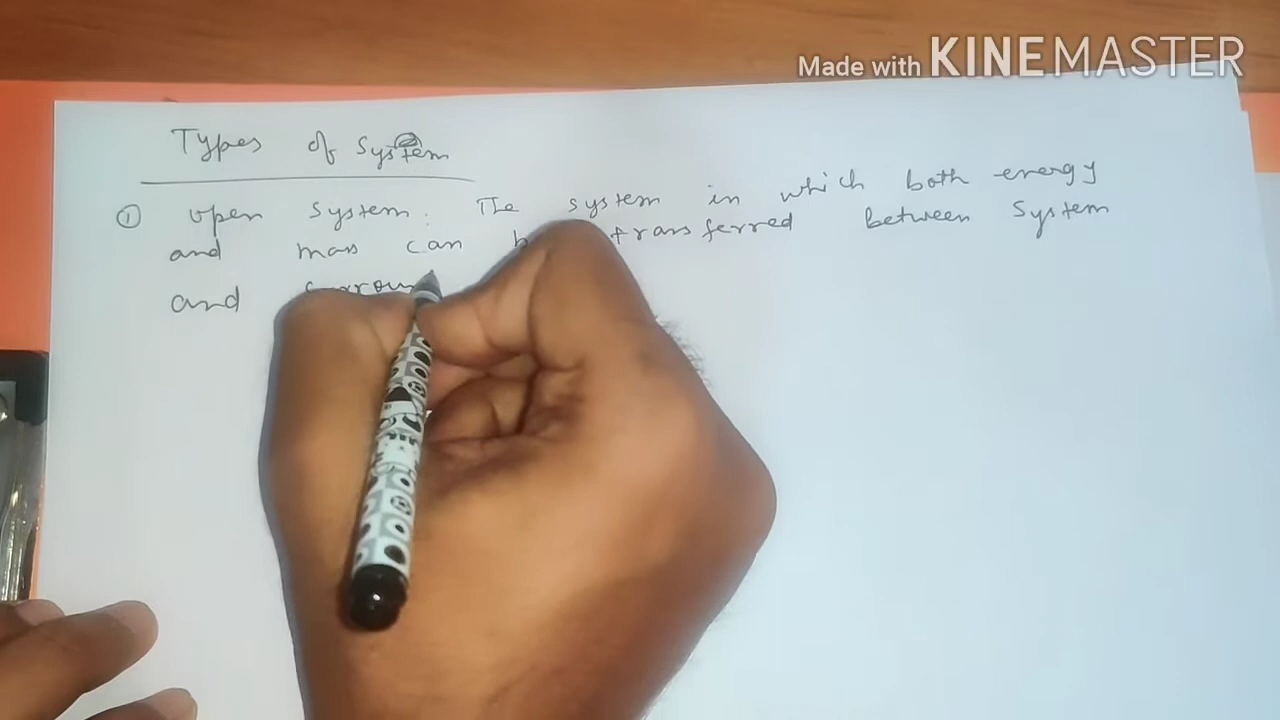 Made with KINEMASTER
Types of System
① open system: The system in which both energy
and mass can transferred between System
and